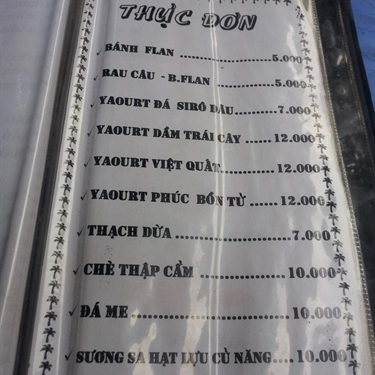 THỰC ĐƠN
BÁNH FLAN ........................ 5.000
RAU CÂU - B.FLAN ................ 5.000
YAOURT ĐÁ SIRÔ DÂU ........ 7.000
YAOURT DẦM TRÁI CÂY ...... 12.000
YAOURT VIỆT QUẤT ............. 12.000
YAOURT PHÚC BỒN TỬ ........ 12.000
THẠCH DỪA ........................ 7.000
CHÈ THẬP CẨM ................... 10.000
ĐÁ ME ................................ 10.000
SƯƠNG SA HẠT LỰU CỦ NĂNG .... 10.000